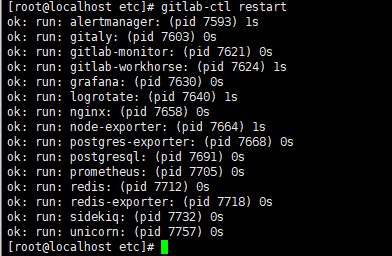 [root@localhost etc]# gitlab-ctl restart
ok: run: alertmanager: (pid 7593) 1s
ok: run: gitaly: (pid 7603) 0s
ok: run: gitlab-monitor: (pid 7621) 0s
ok: run: gitlab-workhorse: (pid 7624) 1s
ok: run: grafana: (pid 7630) 0s
ok: run: logrotate: (pid 7640) 1s
ok: run: nginx: (pid 7658) 0s
ok: run: node-exporter: (pid 7664) 1s
ok: run: postgres-exporter: (pid 7668) 0s
ok: run: postgresql: (pid 7691) 0s
ok: run: prometheus: (pid 7705) 0s
ok: run: redis: (pid 7712) 0s
ok: run: redis-exporter: (pid 7718) 0s
ok: run: sidekiq: (pid 7732) 0s
ok: run: unicorn: (pid 7757) 0s
[root@localhost etc]#